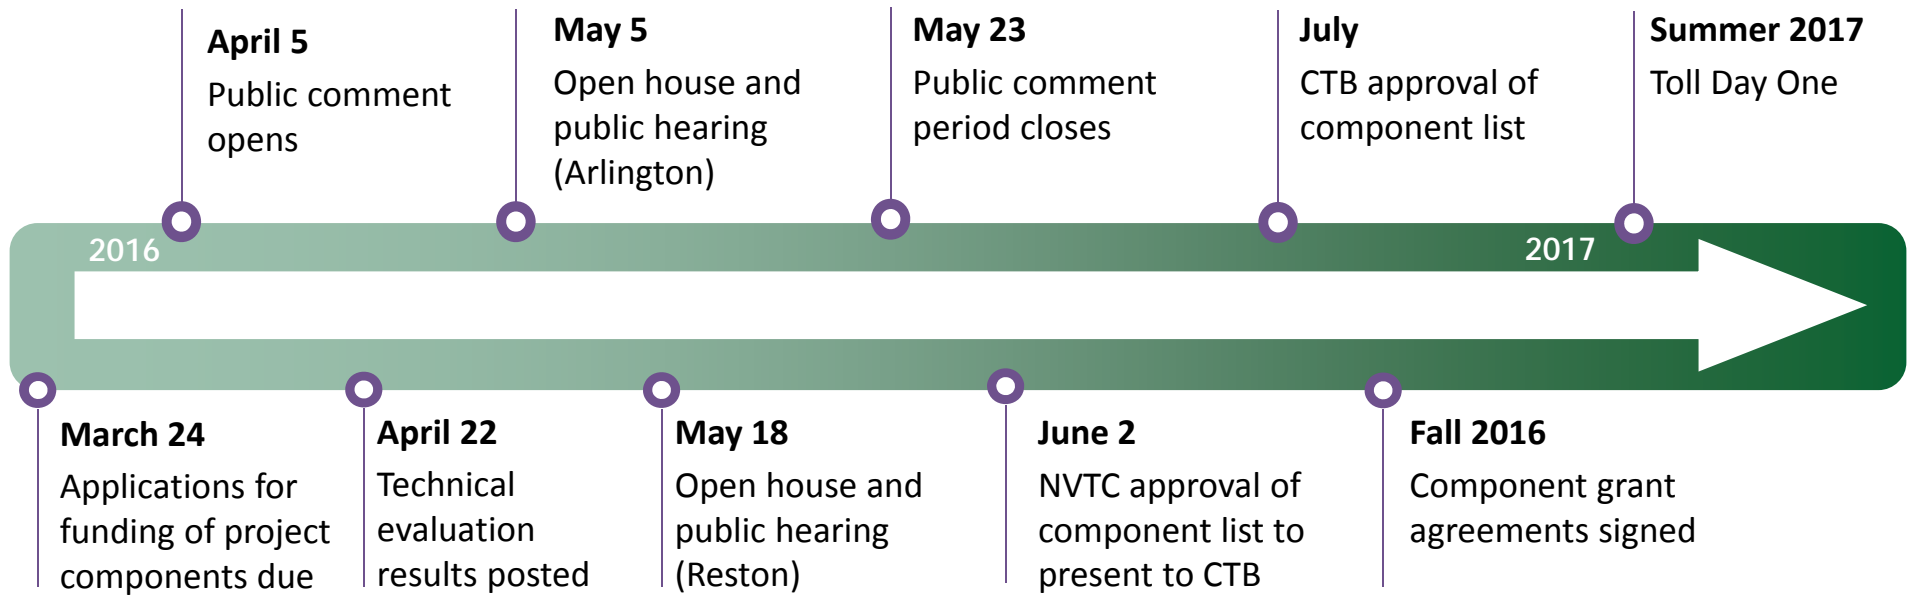 April 5
Public comment
opens
May 5
Open house and
public hearing
(Arlington)
May 23
Public comment
period closes
July
CTB approval of
component list
Summer 2017
Toll Day One
2016
2017
March 24
Applications for
funding of project
components due
April 22
Technical
evaluation
results posted
May 18
Open house and
public hearing
(Reston)
June 2
NVTC approval of
component list to
present to CTB
Fall 2016
Component grant
agreements signed